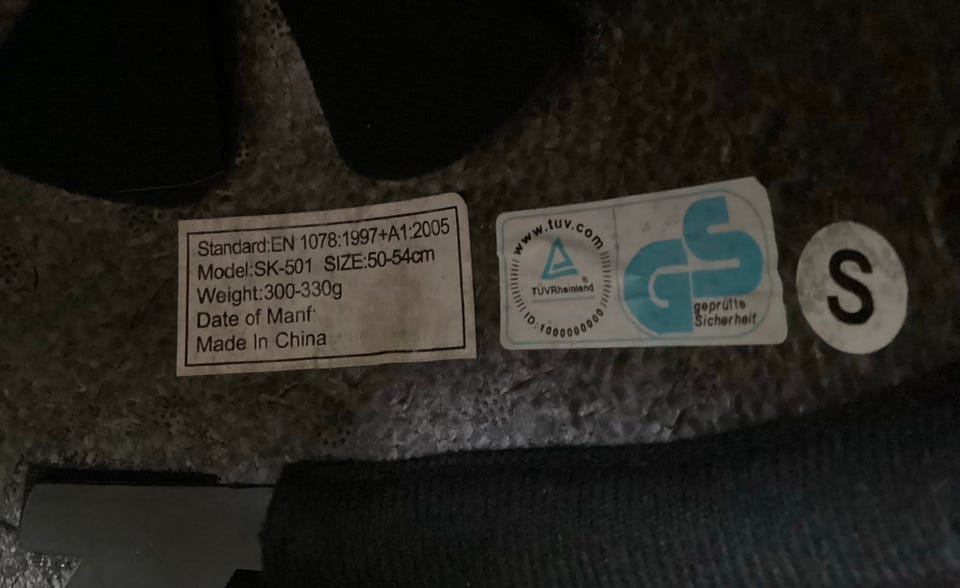 Standard:EN 1078:1997+A1:2005
Model:SK-501 SIZE:50-54cm
Weight:300-330g
Date of Manf
Made In China
www.tuv.com
TÜVRheinland®
ID:1000000000
GS
geprüfte
Sicherheit
S